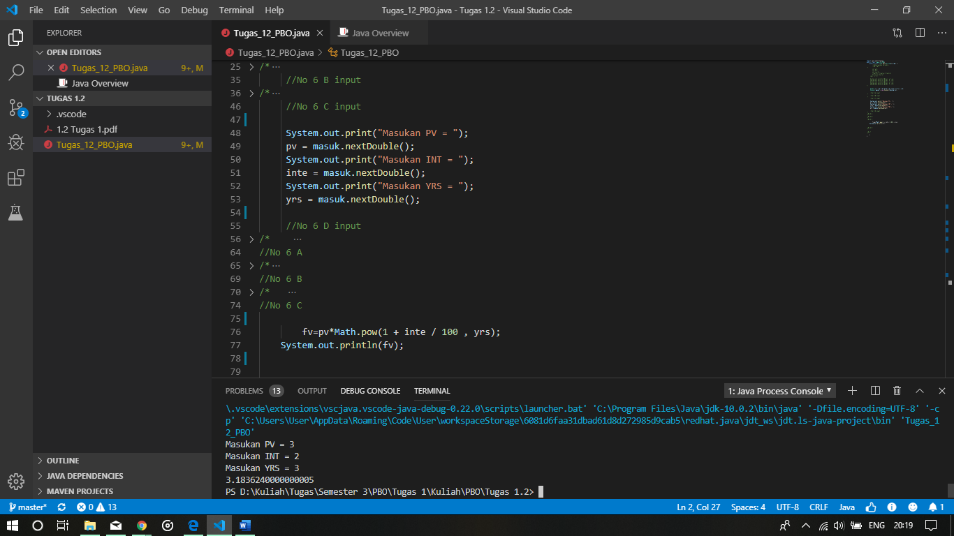 File Edit Selection View Go Debug Terminal Help
Tugas_12_PBO.java - Tugas 1.2 - Visual Studio Code
EXPLORER
OPEN EDITORS
Tugas_12_PBO.java 9+, M
Java Overview
TUGAS 1.2
.vscode
1.2 Tugas 1.pdf
Tugas_12_PBO.java 9+, M
OUTLINE
JAVA DEPENDENCIES
MAVEN PROJECTS
2
Tugas_12_PBO.java Java Overview
Tugas_12_PBO.java > Tugas_12_PBO
25 /*…
35 //No 6 B input
36 /*…
46 //No 6 C input
47
48 System.out.print("Masukan PV = ");
49 pv = masuk.nextDouble();
50 System.out.print("Masukan INT = ");
51 inte = masuk.nextDouble();
52 System.out.print("Masukan YRS = ");
53 yrs = masuk.nextDouble();
54
55 //No 6 D input
56 /* …
64 //No 6 A
65 /*…
69 //No 6 B
70 /* …
74 //No 6 C
75
76 fv=pv*Math.pow(1 + inte / 100 , yrs);
77 System.out.println(fv);
78
79
PROBLEMS 13 OUTPUT DEBUG CONSOLE TERMINAL 1: Java Process Console
\.vscode\extensions\vscjava.vscode-java-debug-0.22.0\scripts\launcher.bat' 'C:\Program Files\Java\jdk-10.0.2\bin\java' '-Dfile.encoding=UTF-8' '-c
p' 'C:\Users\User\AppData\Roaming\Code\User\workspaceStorage\6081d6faa31dbad61d8d272985d9cab5\redhat.java\jdt_ws\jdt.ls-java-project\bin' 'Tugas_1
2_PBO'
Masukan PV = 3
Masukan INT = 2
Masukan YRS = 3
3.1836240000000005
PS D:\Kuliah\Tugas\Semester 3\PBO\Tugas 1\Kuliah\PBO\Tugas 1.2>
master* 0 13 Ln 2, Col 27 Spaces: 4 UTF-8 CRLF Java 1
ENG 20:19